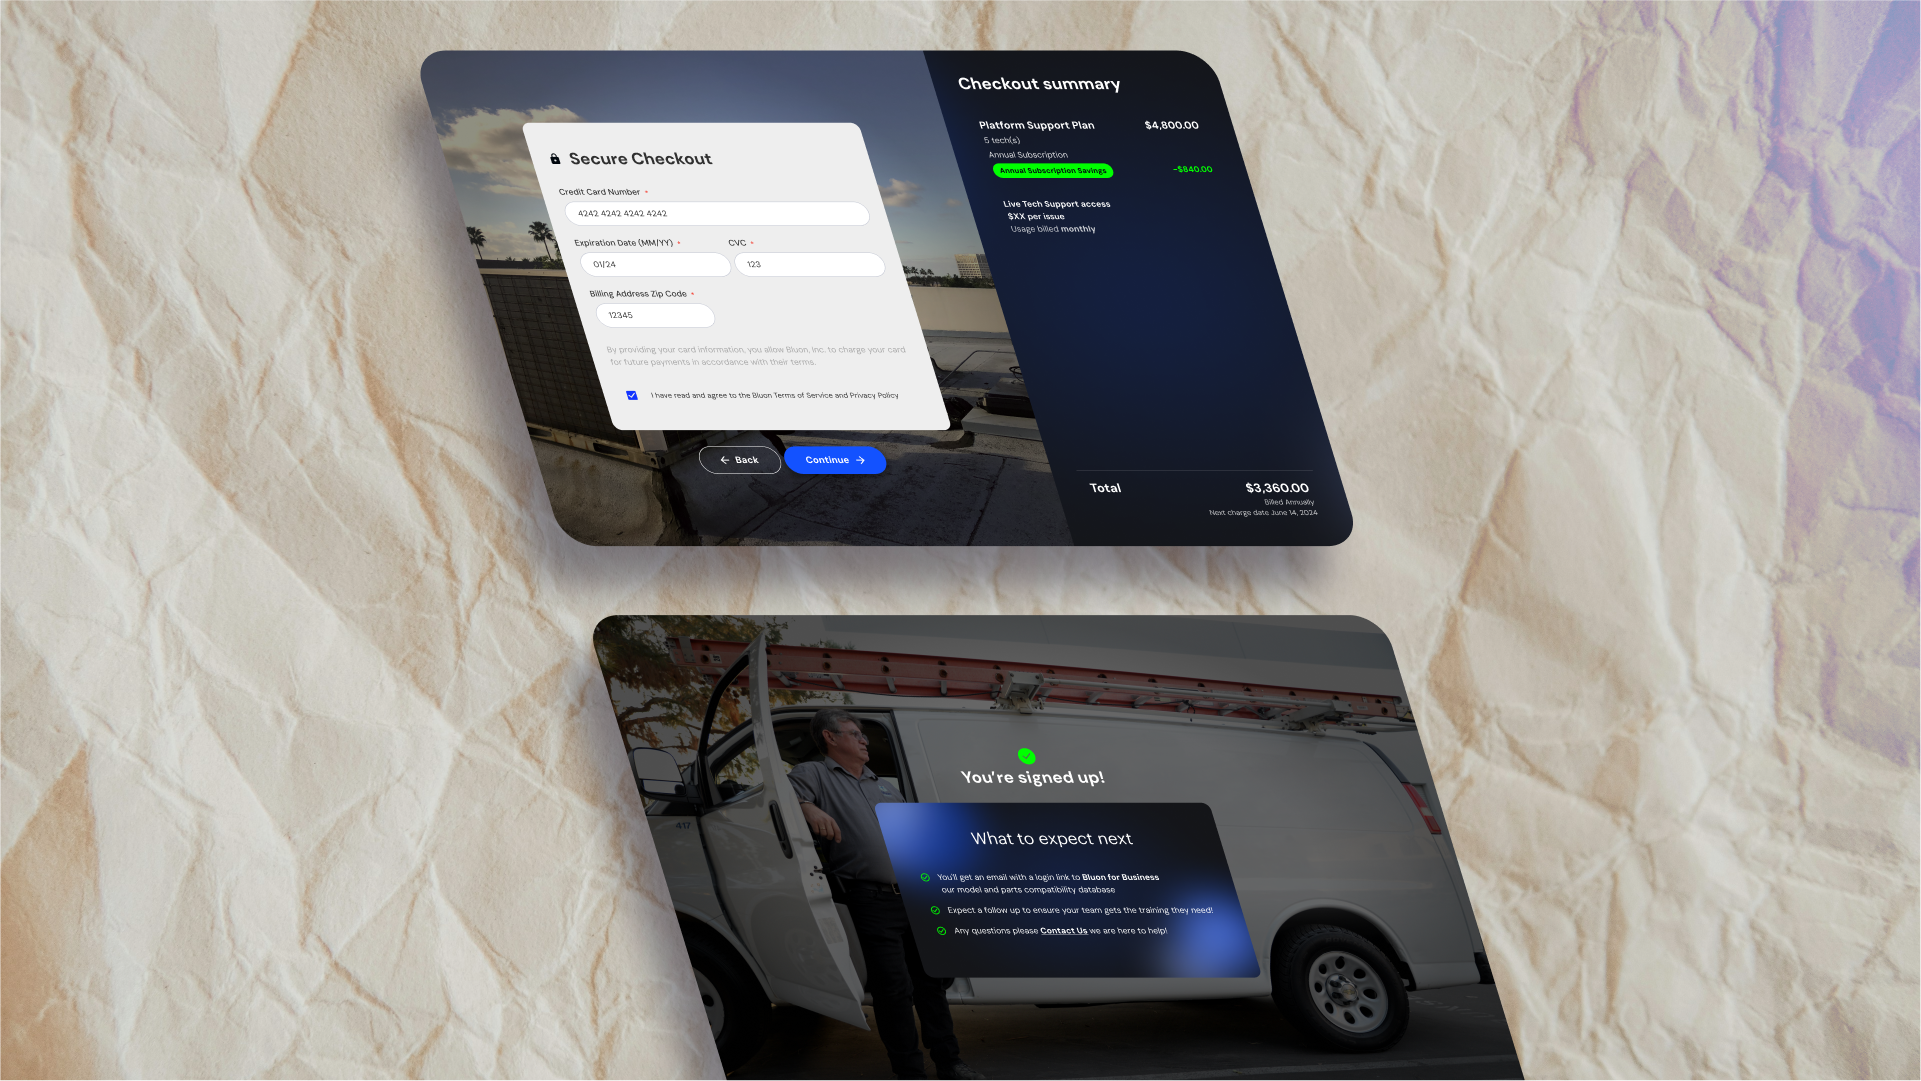 Secure Checkout
Credit Card Number *
4242 4242 4242 4242
Expiration Date (MM/YY) * CVC *
01/24 123
Billing Address Zip Code *
12345
By providing your card information, you allow Bluon, Inc. to charge your card
for future payments in accordance with their terms.
I have read and agree to the Bluon Terms of Service and Privacy Policy
Back Continue
Checkout summary
Platform Support Plan $4,800.00
5 tech(s)
Annual Subscription
Annual Subscription Savings -$840.00
Live Tech Support access
$XX per issue
Usage billed monthly
Total $3,360.00
Billed Annually
Next charge date June 14, 2024
417
You're signed up!
What to expect next
You'll get an email with a login link to Bluon for Business
our model and parts compatibility database
Expect a follow up to ensure your team gets the training they need!
Any questions please Contact Us we are here to help!